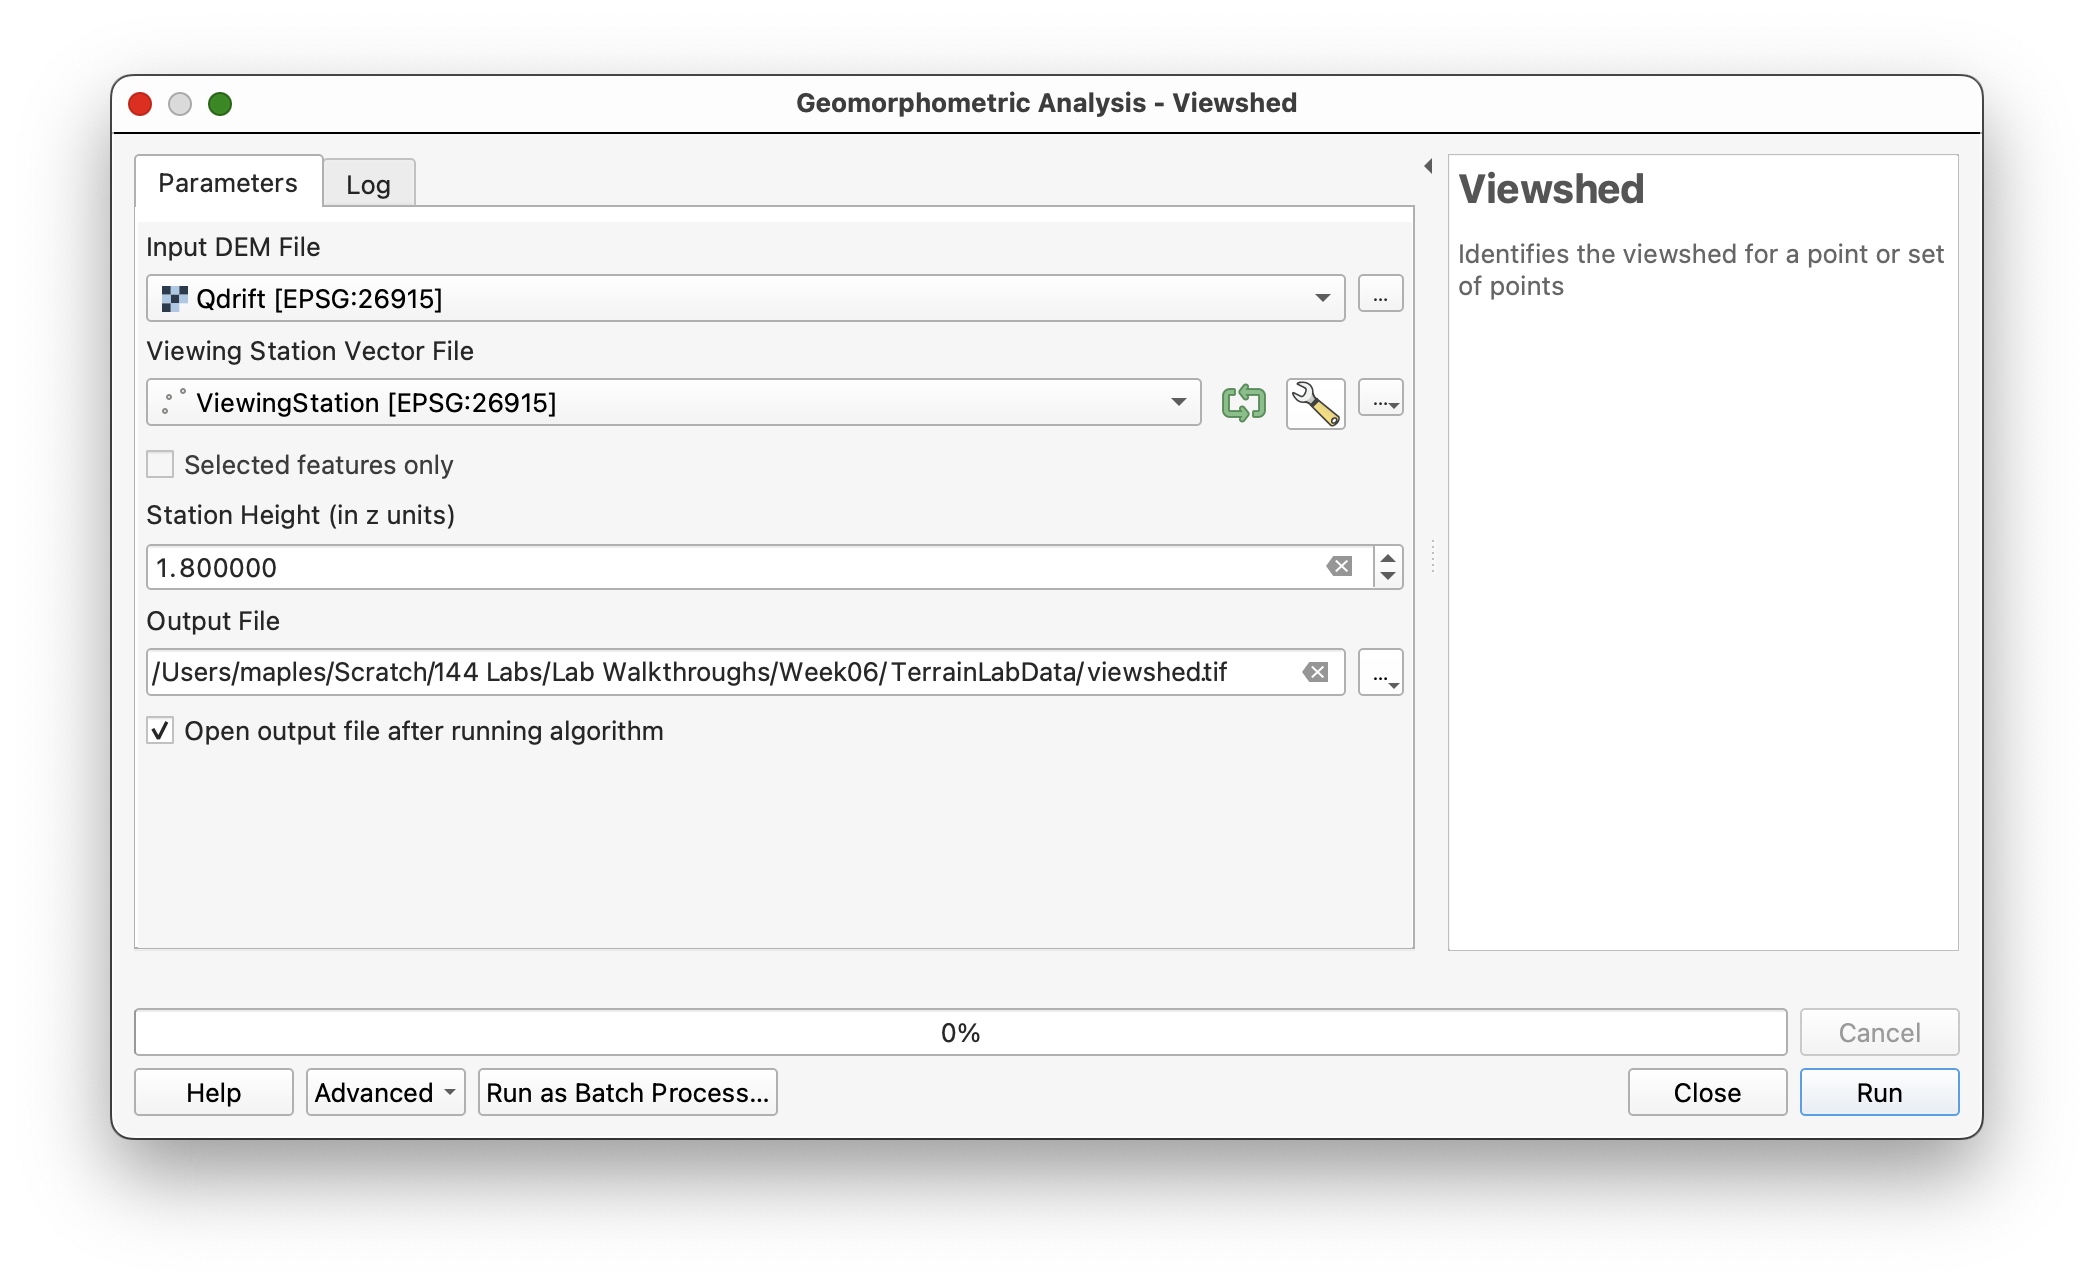 Geomorphometric Analysis - Viewshed
Parameters
Log
Input DEM File
Qdrift [EPSG:26915]
...
Viewing Station Vector File
ViewingStation [EPSG:26915]
...
Selected features only
Station Height (in z units)
1.800000
Output File
/Users/maples/Scratch/144 Labs/Lab Walkthroughs/Week06/TerrainLabData/viewshed.tif
...
Open output file after running algorithm
Viewshed
Identifies the viewshed for a point or set
of points
0%
Cancel
Help
Advanced
Run as Batch Process...
Close
Run